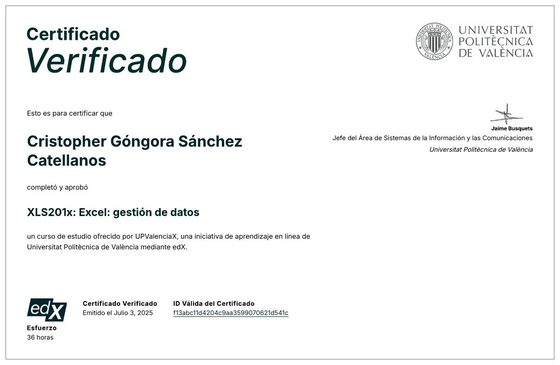 Certificado
Verificado
UNIVERSITAT
POLITÈCNICA
DE VALÈNCIA
Esto es para certificar que
Cristopher Góngora Sánchez
Catellanos
Jaime Busquets
Jefe del Área de Sistemas de la Información y las Comunicaciones
Universitat Politècnica de València
completó y aprobó
XLS201x: Excel: gestión de datos
un curso de estudio ofrecido por UPValenciaX, una iniciativa de aprendizaje en línea de
Universitat Politècnica de València mediante edX.
edX
Certificado Verificado
Emitido el Julio 3, 2025
ID Válida del Certificado
f13abc11d4204c9aa3599070621d541c
Esfuerzo
36 horas